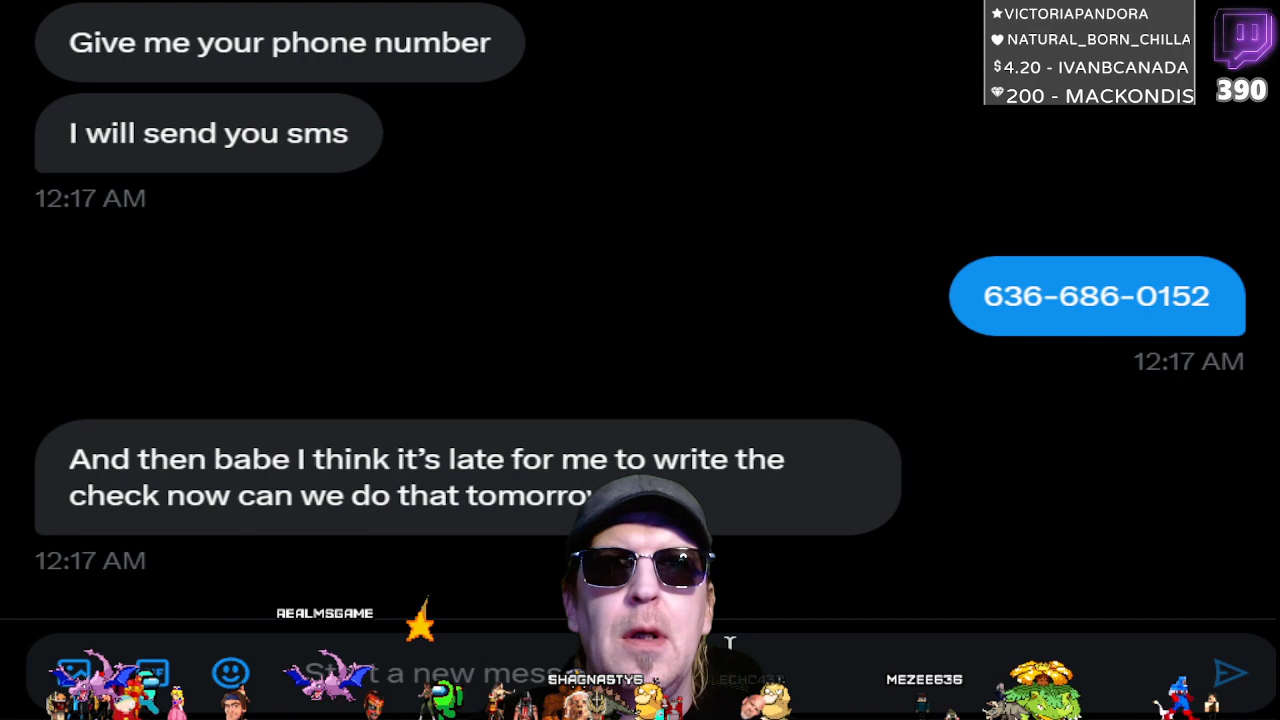 Give me your phone number
★VICTORIAPANDORA
♥ NATURAL_BORN_CHILLA
$4.20 - IVANBCANADA
200 - MACKONDIS
390
I will send you sms
12:17 AM
636-686-0152
12:17 AM
And then babe I think it's late for me to write the
check now can we do that
12:17 AM
REALMSGAME
a new
SHAGNASTY6
MEZEE636